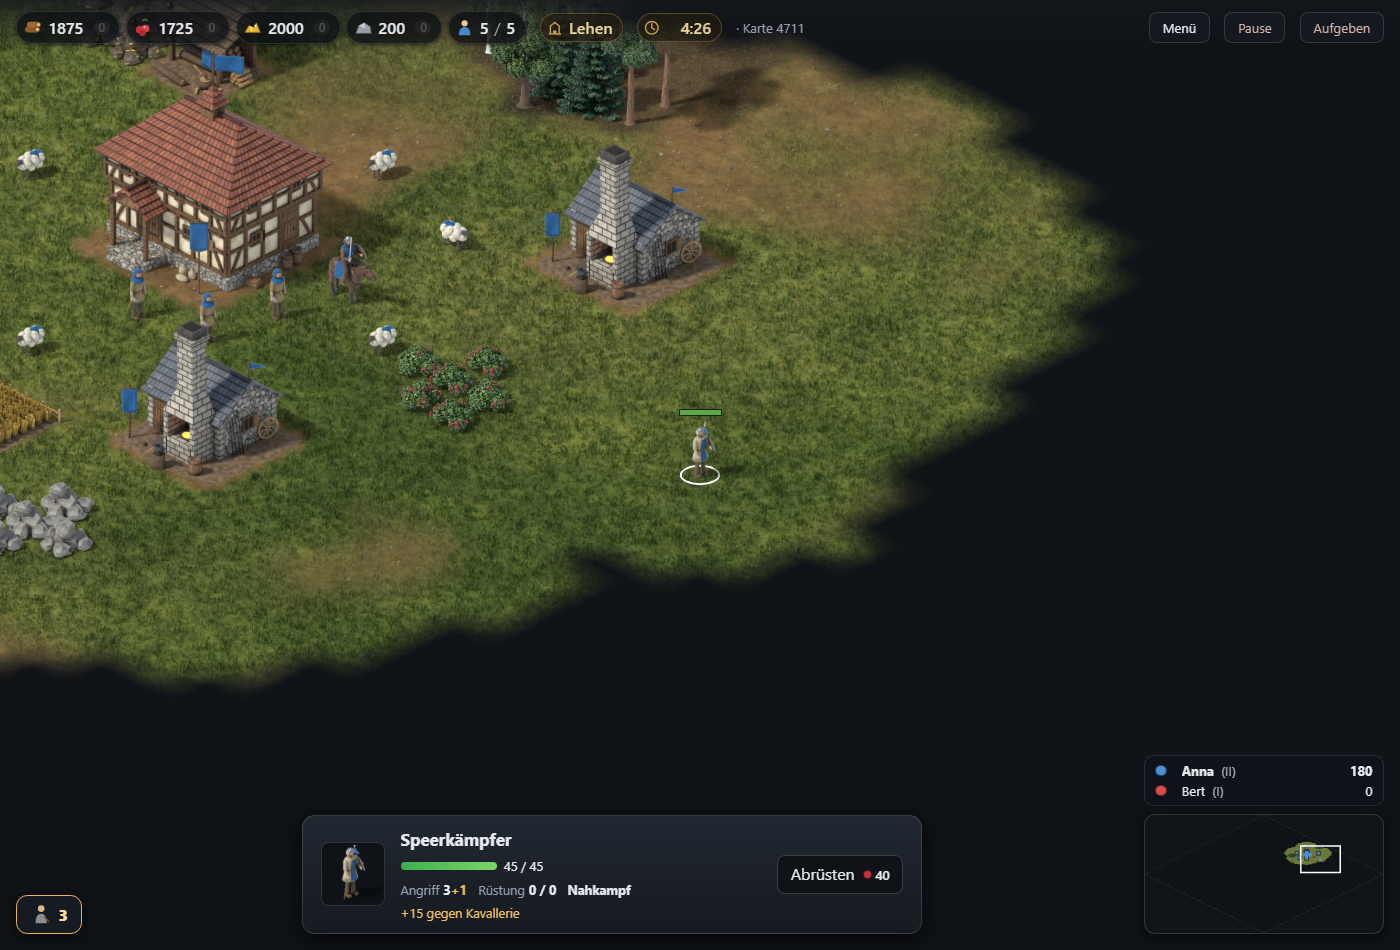 1875 0 1725 0 2000 0 200 0 5 / 5 Lehen 4:26 · Karte 4711 Menü Pause Aufgeben
Anna (II) 180
Bert (I) 0
Speerkämpfer
45 / 45
Angriff 3+1 Rüstung 0 / 0 Nahkampf
+15 gegen Kavallerie
Abrüsten 40
3